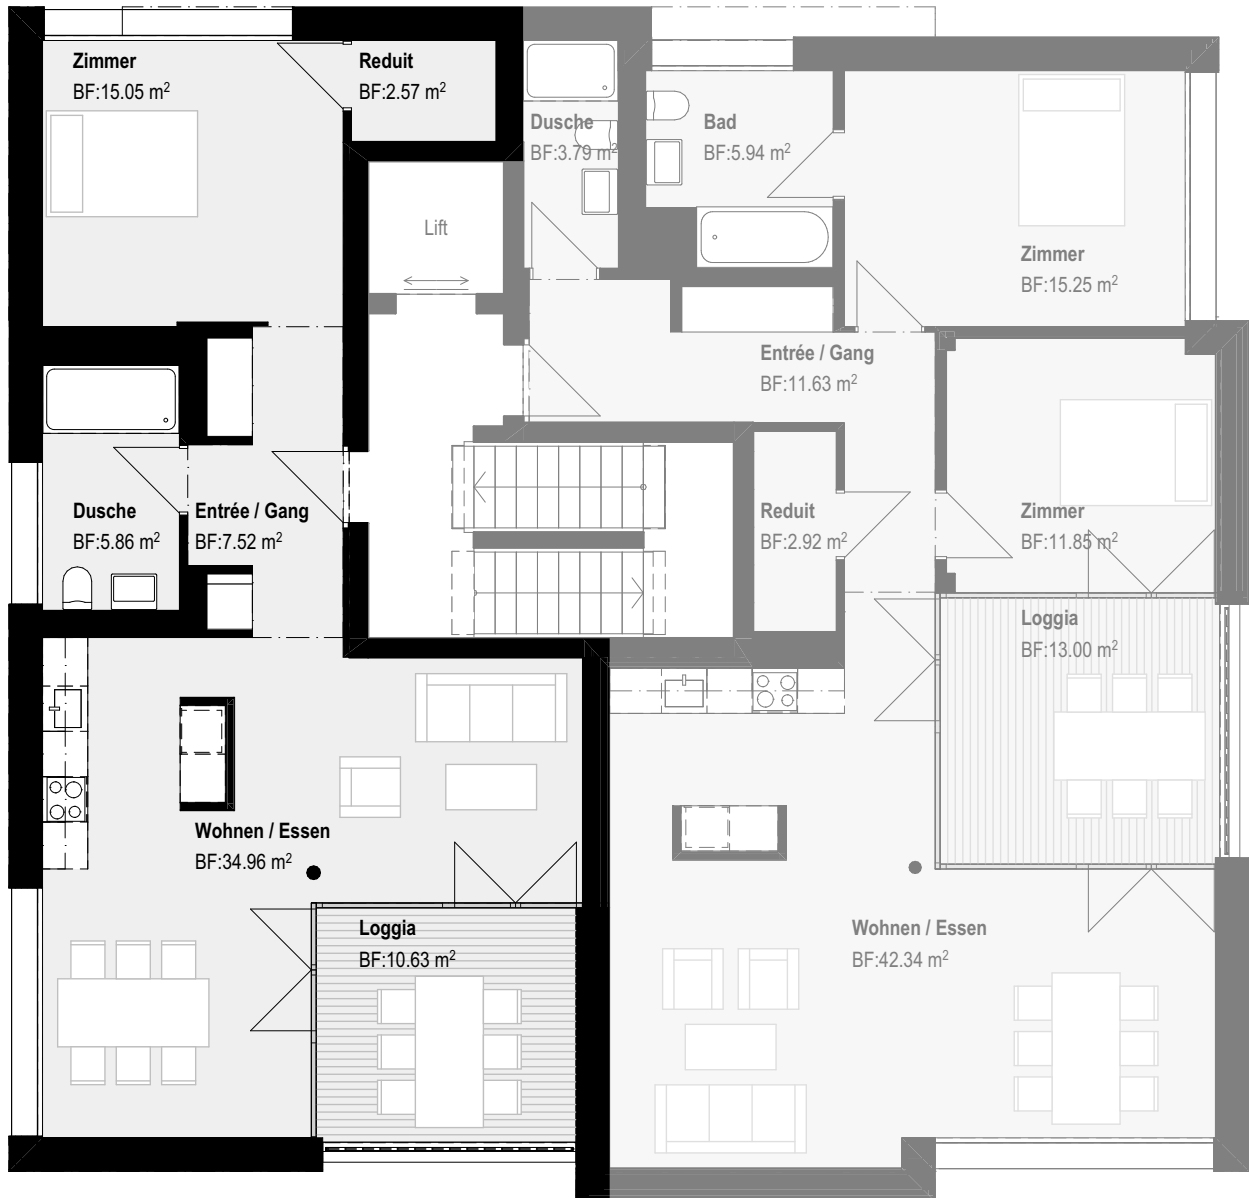 Zimmer
BF:15.05 m²
Reduit
BF:2.57 m²
Dusche
BF:3.79 m²
Bad
BF:5.94 m²
Lift
Zimmer
BF:15.25 m²
Entrée / Gang
BF:11.63 m²
Dusche
BF:5.86 m²
Entrée / Gang
BF:7.52 m²
Reduit
BF:2.92 m²
Zimmer
BF:11.85 m²
Loggia
BF:13.00 m²
Wohnen / Essen
BF:34.96 m²
Loggia
BF:10.63 m²
Wohnen / Essen
BF:42.34 m²